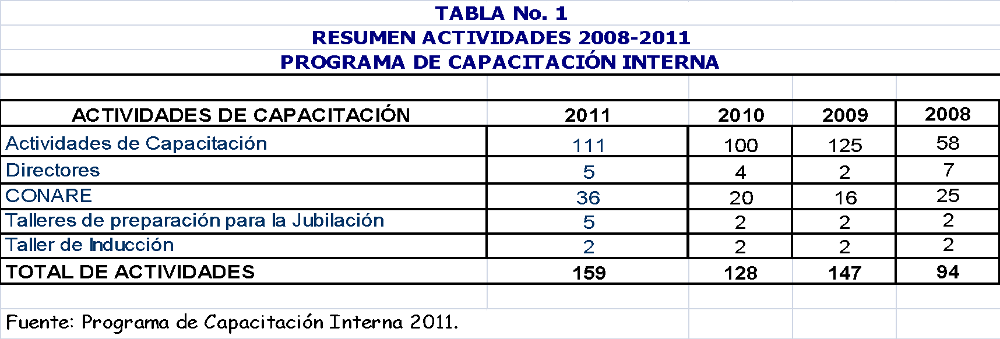 TABLA No. 1
RESUMEN ACTIVIDADES 2008-2011
PROGRAMA DE CAPACITACIÓN INTERNA
ACTIVIDADES DE CAPACITACIÓN 2011 2010 2009 2008
Actividades de Capacitación 111 100 125 58
Directores 5 4 2 7
CONARE 36 20 16 25
Talleres de preparación para la Jubilación 5 2 2 2
Taller de Inducción 2 2 2 2
TOTAL DE ACTIVIDADES 159 128 147 94
Fuente: Programa de Capacitación Interna 2011.